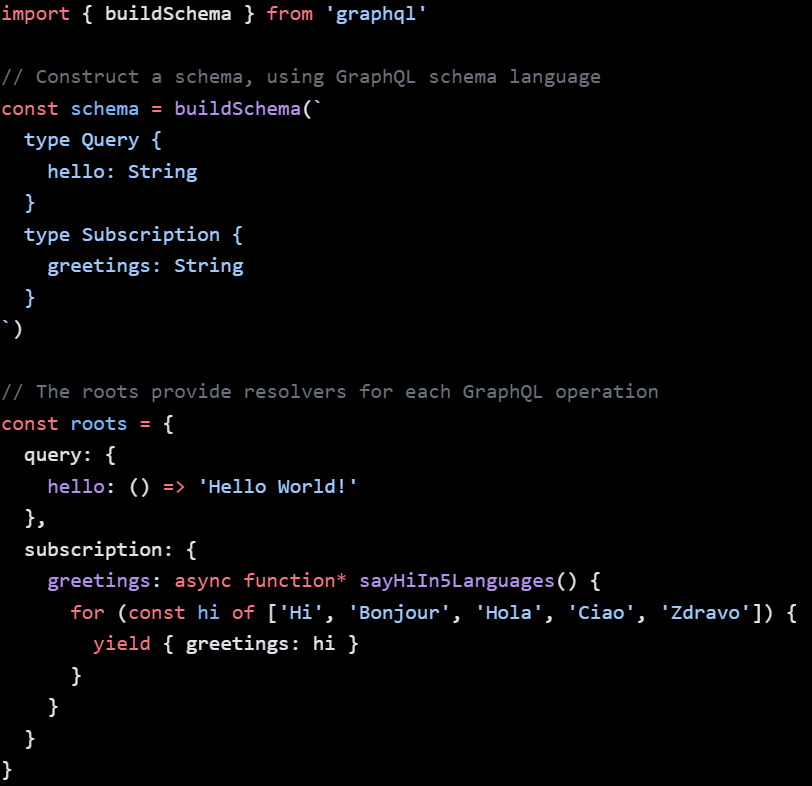 import { buildSchema } from 'graphql'
// Construct a schema, using GraphQL schema language
const schema = buildSchema(`
  type Query {
    hello: String
  }
  type Subscription {
    greetings: String
  }
`)
// The roots provide resolvers for each GraphQL operation
const roots = {
  query: {
    hello: () => 'Hello World!'
  },
  subscription: {
    greetings: async function* sayHiIn5Languages() {
      for (const hi of ['Hi', 'Bonjour', 'Hola', 'Ciao', 'Zdravo']) {
        yield { greetings: hi }
      }
    }
  }
}